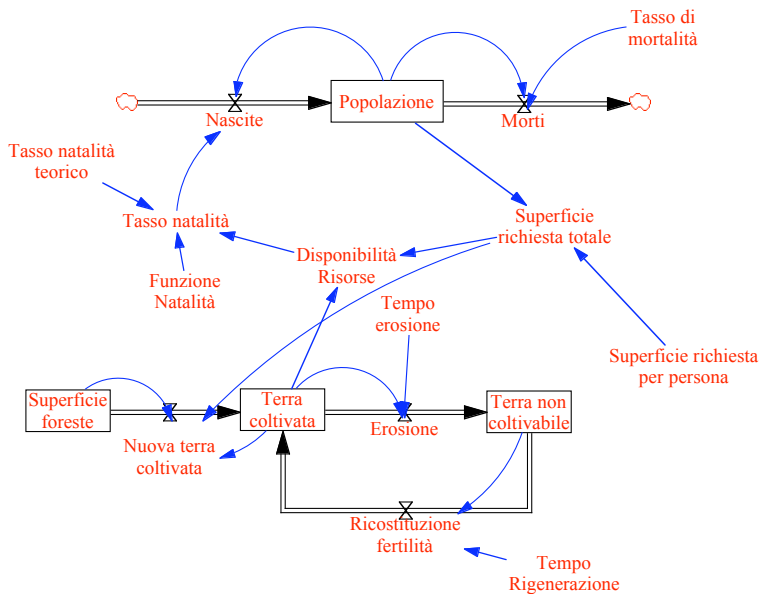 Tasso di
mortalità
Popolazione
Nascite
Morti
Tasso natalità
teorico
Tasso natalità
Superficie
richiesta totale
Disponibilità
Risorse
Funzione
Natalità
Tempo
erosione
Superficie richiesta
per persona
Superficie
foreste
Terra
coltivata
Erosione
Terra non
coltivabile
Nuova terra
coltivata
Ricostituzione
fertilità
Tempo
Rigenerazione